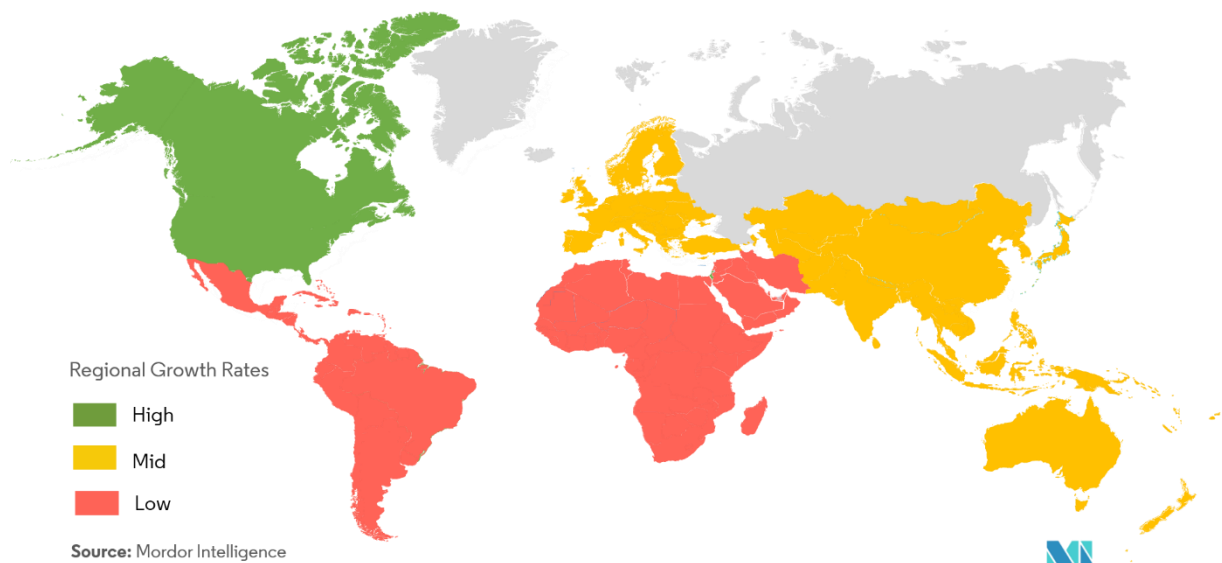 Regional Growth Rates
High
Mid
Low
Source: Mordor Intelligence